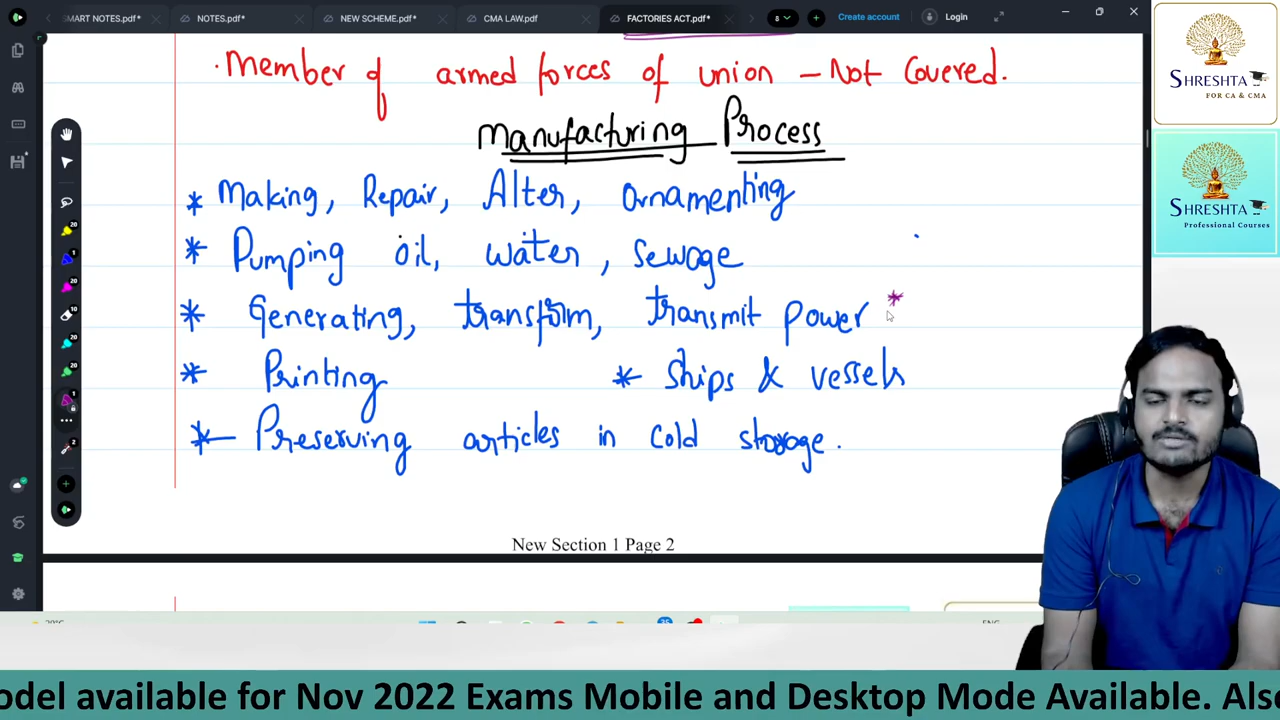 SMART NOTES.pdf*
NOTES.pdf*
NEW SCHEME.pdf*
CMA LAW.pdf
FACTORIES ACT.pdf*
8
Create account
Login
· Member of armed forces of union - Not Covered.
Manufacturing Process
* Making, Repair, Alter, Ornamenting
* Pumping oil, water, sewage
* Generating, transform, transmit power *
* Printing * Ships & vessels
* Preserving articles in cold storage.
New Section 1 Page 2
SHRESHTA
FOR CA & CMA
SHRESHTA
Professional Courses
odel available for Nov 2022 Exams Mobile and Desktop Mode Available. Also